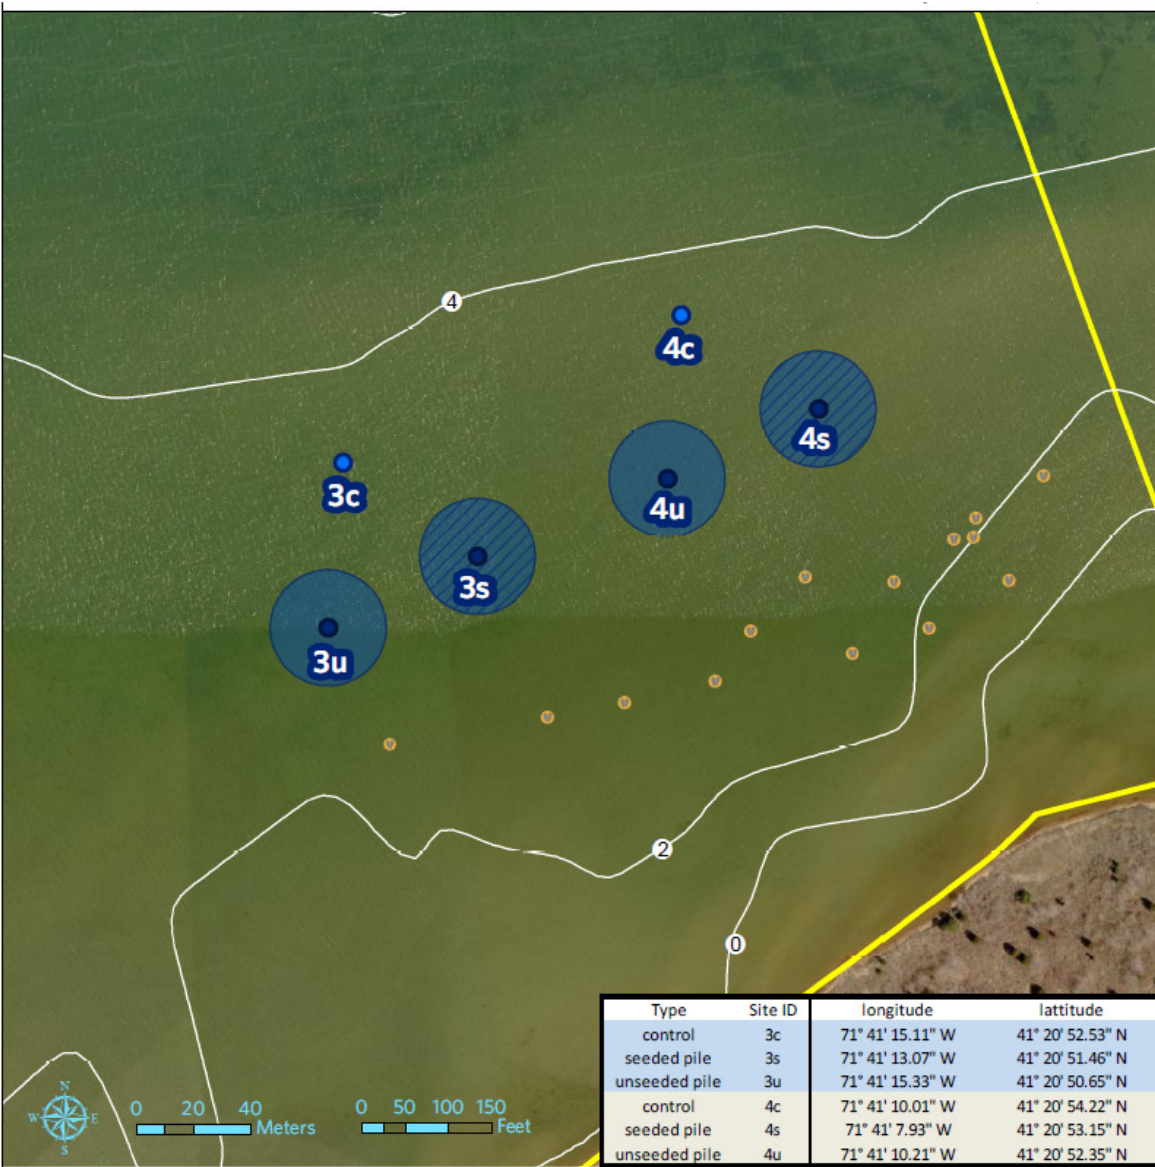 4
4c
4s
3c
4u
3s
3u
2
0
Type Site ID longitude lattitude
control 3c 71° 41' 15.11" W 41° 20' 52.53" N
seeded pile 3s 71° 41' 13.07" W 41° 20' 51.46" N
unseeded pile 3u 71° 41' 15.33" W 41° 20' 50.65" N
control 4c 71° 41' 10.01" W 41° 20' 54.22" N
seeded pile 4s 71° 41' 7.93" W 41° 20' 53.15" N
unseeded pile 4u 71° 41' 10.21" W 41° 20' 52.35" N
N
W E
S
0 20 40 Meters
0 50 100 150 Feet